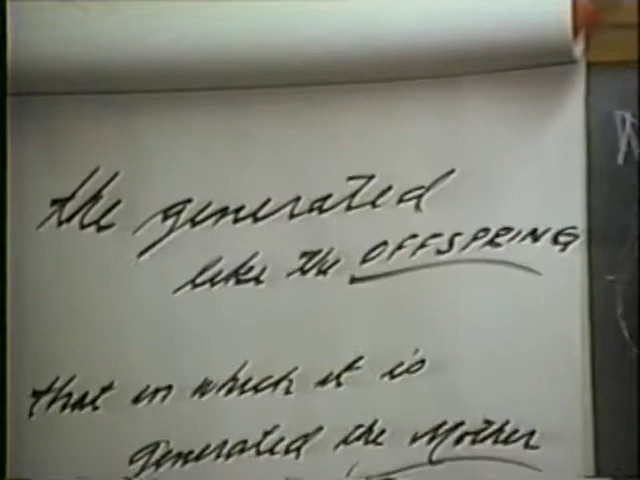 the generated
like the OFFSPRING
that in which it is
generated the Mother